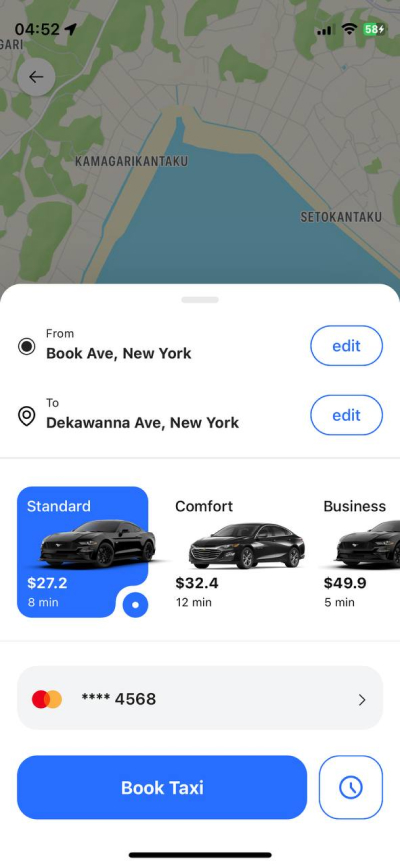 04:52
58
GARI
KAMAGARIKANTAKU
SETOKANTAKU
From
Book Ave, New York
edit
To
Dekawanna Ave, New York
edit
Standard
$27.2
8 min
Comfort
$32.4
12 min
Business
$49.9
5 min
**** 4568
Book Taxi